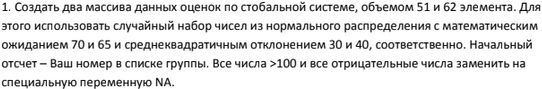 1. Создать два массива данных оценок по стобальной системе, объемом 51 и 62 элемента. Для
этого использовать случайный набор чисел из нормального распределения с математическим
ожиданием 70 и 65 и среднеквадратичным отклонением 30 и 40, соответственно. Начальный
отсчет – Ваш номер в списке группы. Все числа >100 и все отрицательные числа заменить на
специальную переменную NA.